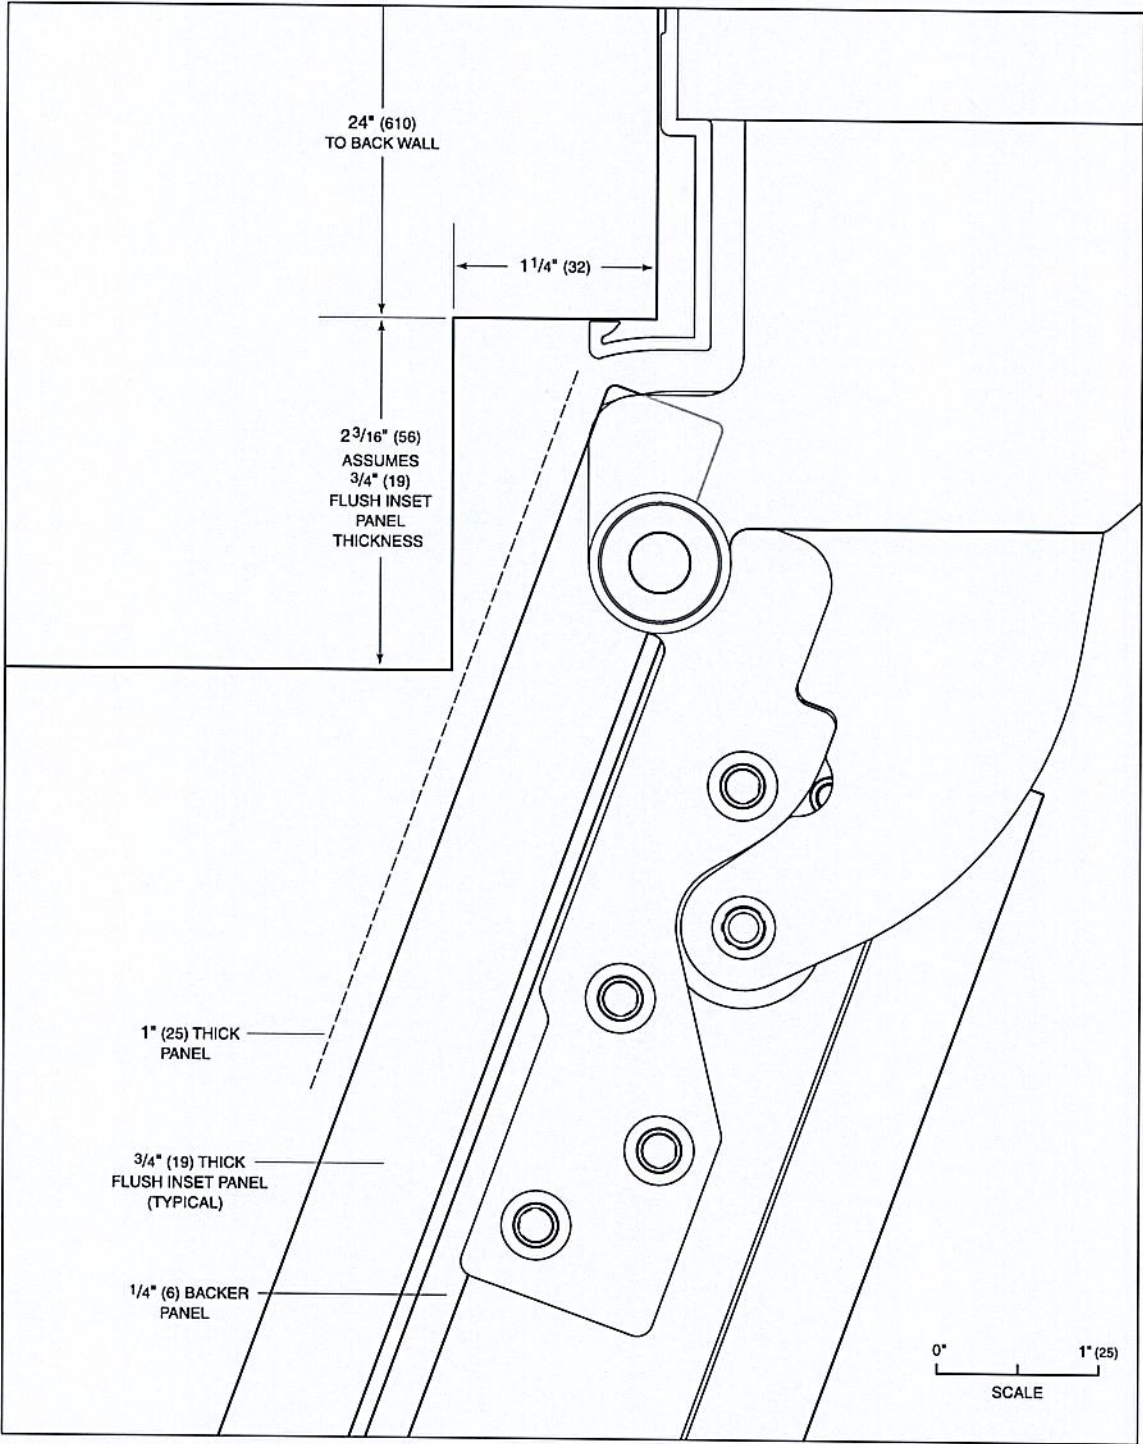 24" (610)
TO BACK WALL
1 1/4" (32)
2 3/16" (56)
ASSUMES
3/4" (19)
FLUSH INSET
PANEL
THICKNESS
1" (25) THICK
PANEL
3/4" (19) THICK
FLUSH INSET PANEL
(TYPICAL)
1/4" (6) BACKER
PANEL
0" 1" (25)
SCALE